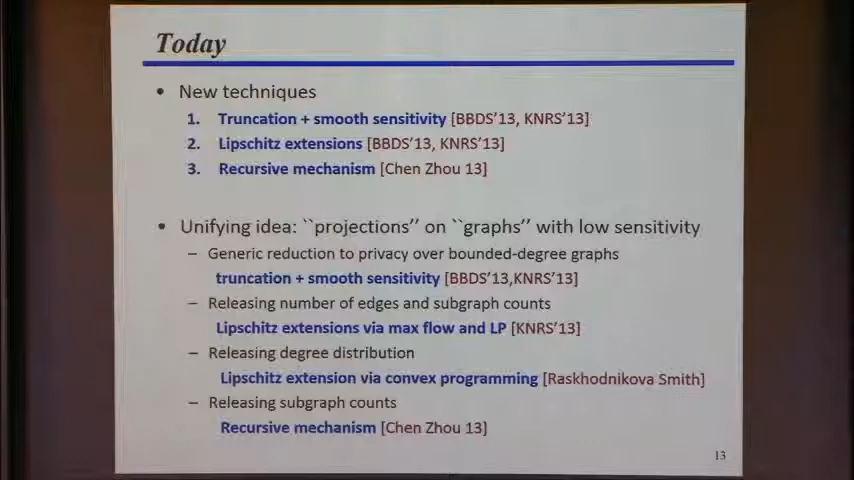 Today
• New techniques
1. Truncation + smooth sensitivity [BBDS'13, KNRS'13]
2. Lipschitz extensions [BBDS'13, KNRS'13]
3. Recursive mechanism [Chen Zhou 13]
• Unifying idea: ``projections'' on ``graphs'' with low sensitivity
– Generic reduction to privacy over bounded-degree graphs
truncation + smooth sensitivity [BBDS'13,KNRS'13]
– Releasing number of edges and subgraph counts
Lipschitz extensions via max flow and LP [KNRS'13]
– Releasing degree distribution
Lipschitz extension via convex programming [Raskhodnikova Smith]
– Releasing subgraph counts
Recursive mechanism [Chen Zhou 13]
13